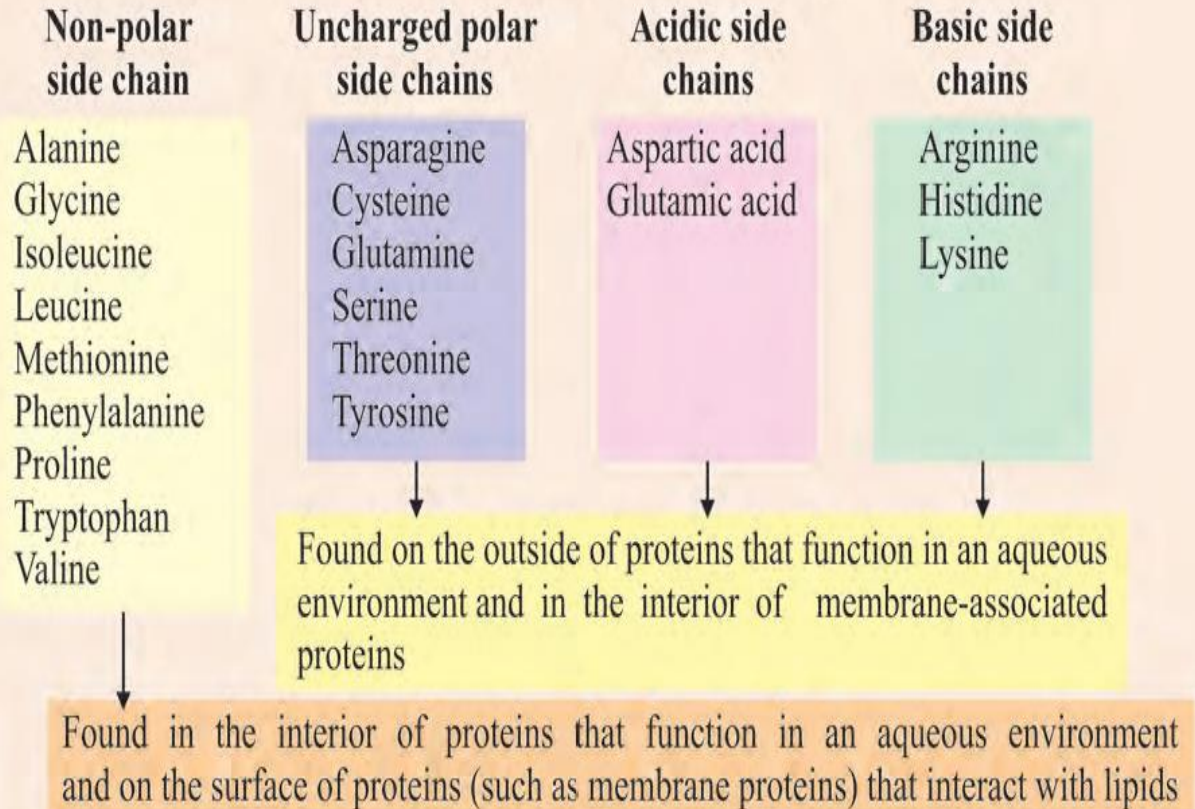 Non-polar
side chain
Uncharged polar
side chains
Acidic side
chains
Basic side
chains
Alanine
Glycine
Isoleucine
Leucine
Methionine
Phenylalanine
Proline
Tryptophan
Valine
Asparagine
Cysteine
Glutamine
Serine
Threonine
Tyrosine
Aspartic acid
Glutamic acid
Arginine
Histidine
Lysine
Found on the outside of proteins that function in an aqueous
environment and in the interior of membrane-associated
proteins
Found in the interior of proteins that function in an aqueous environment
and on the surface of proteins (such as membrane proteins) that interact with lipids